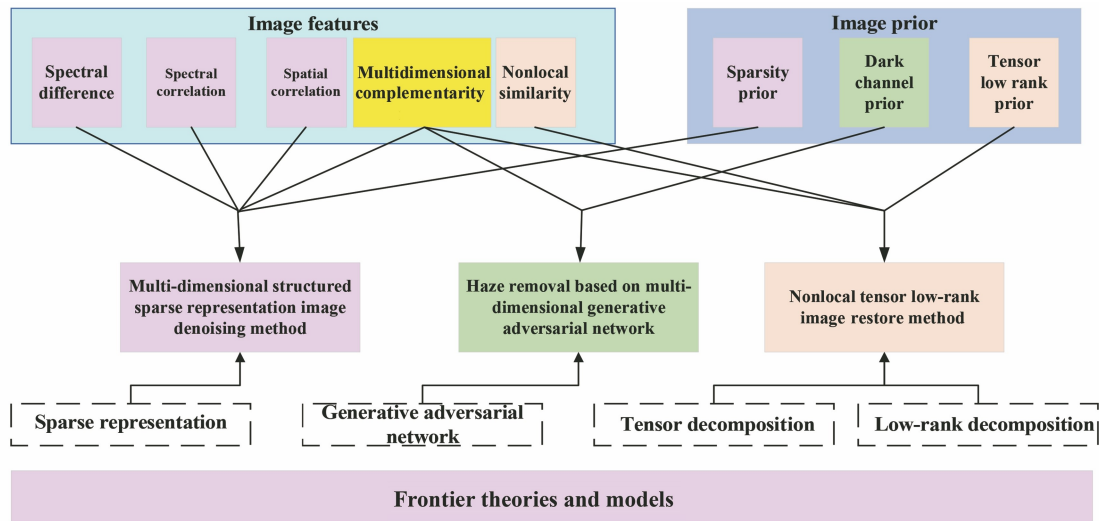 Image features
Image prior
Spectral
difference
Spectral
correlation
Spatial
correlation
Multidimensional
complementarity
Nonlocal
similarity
Sparsity
prior
Dark
channel
prior
Tensor
low rank
prior
Multi-dimensional structured
sparse representation image
denoising method
Haze removal based on multi-
dimensional generative
adversarial network
Nonlocal tensor low-rank
image restore method
Sparse representation
Generative adversarial
network
Tensor decomposition
Low-rank decomposition
Frontier theories and models